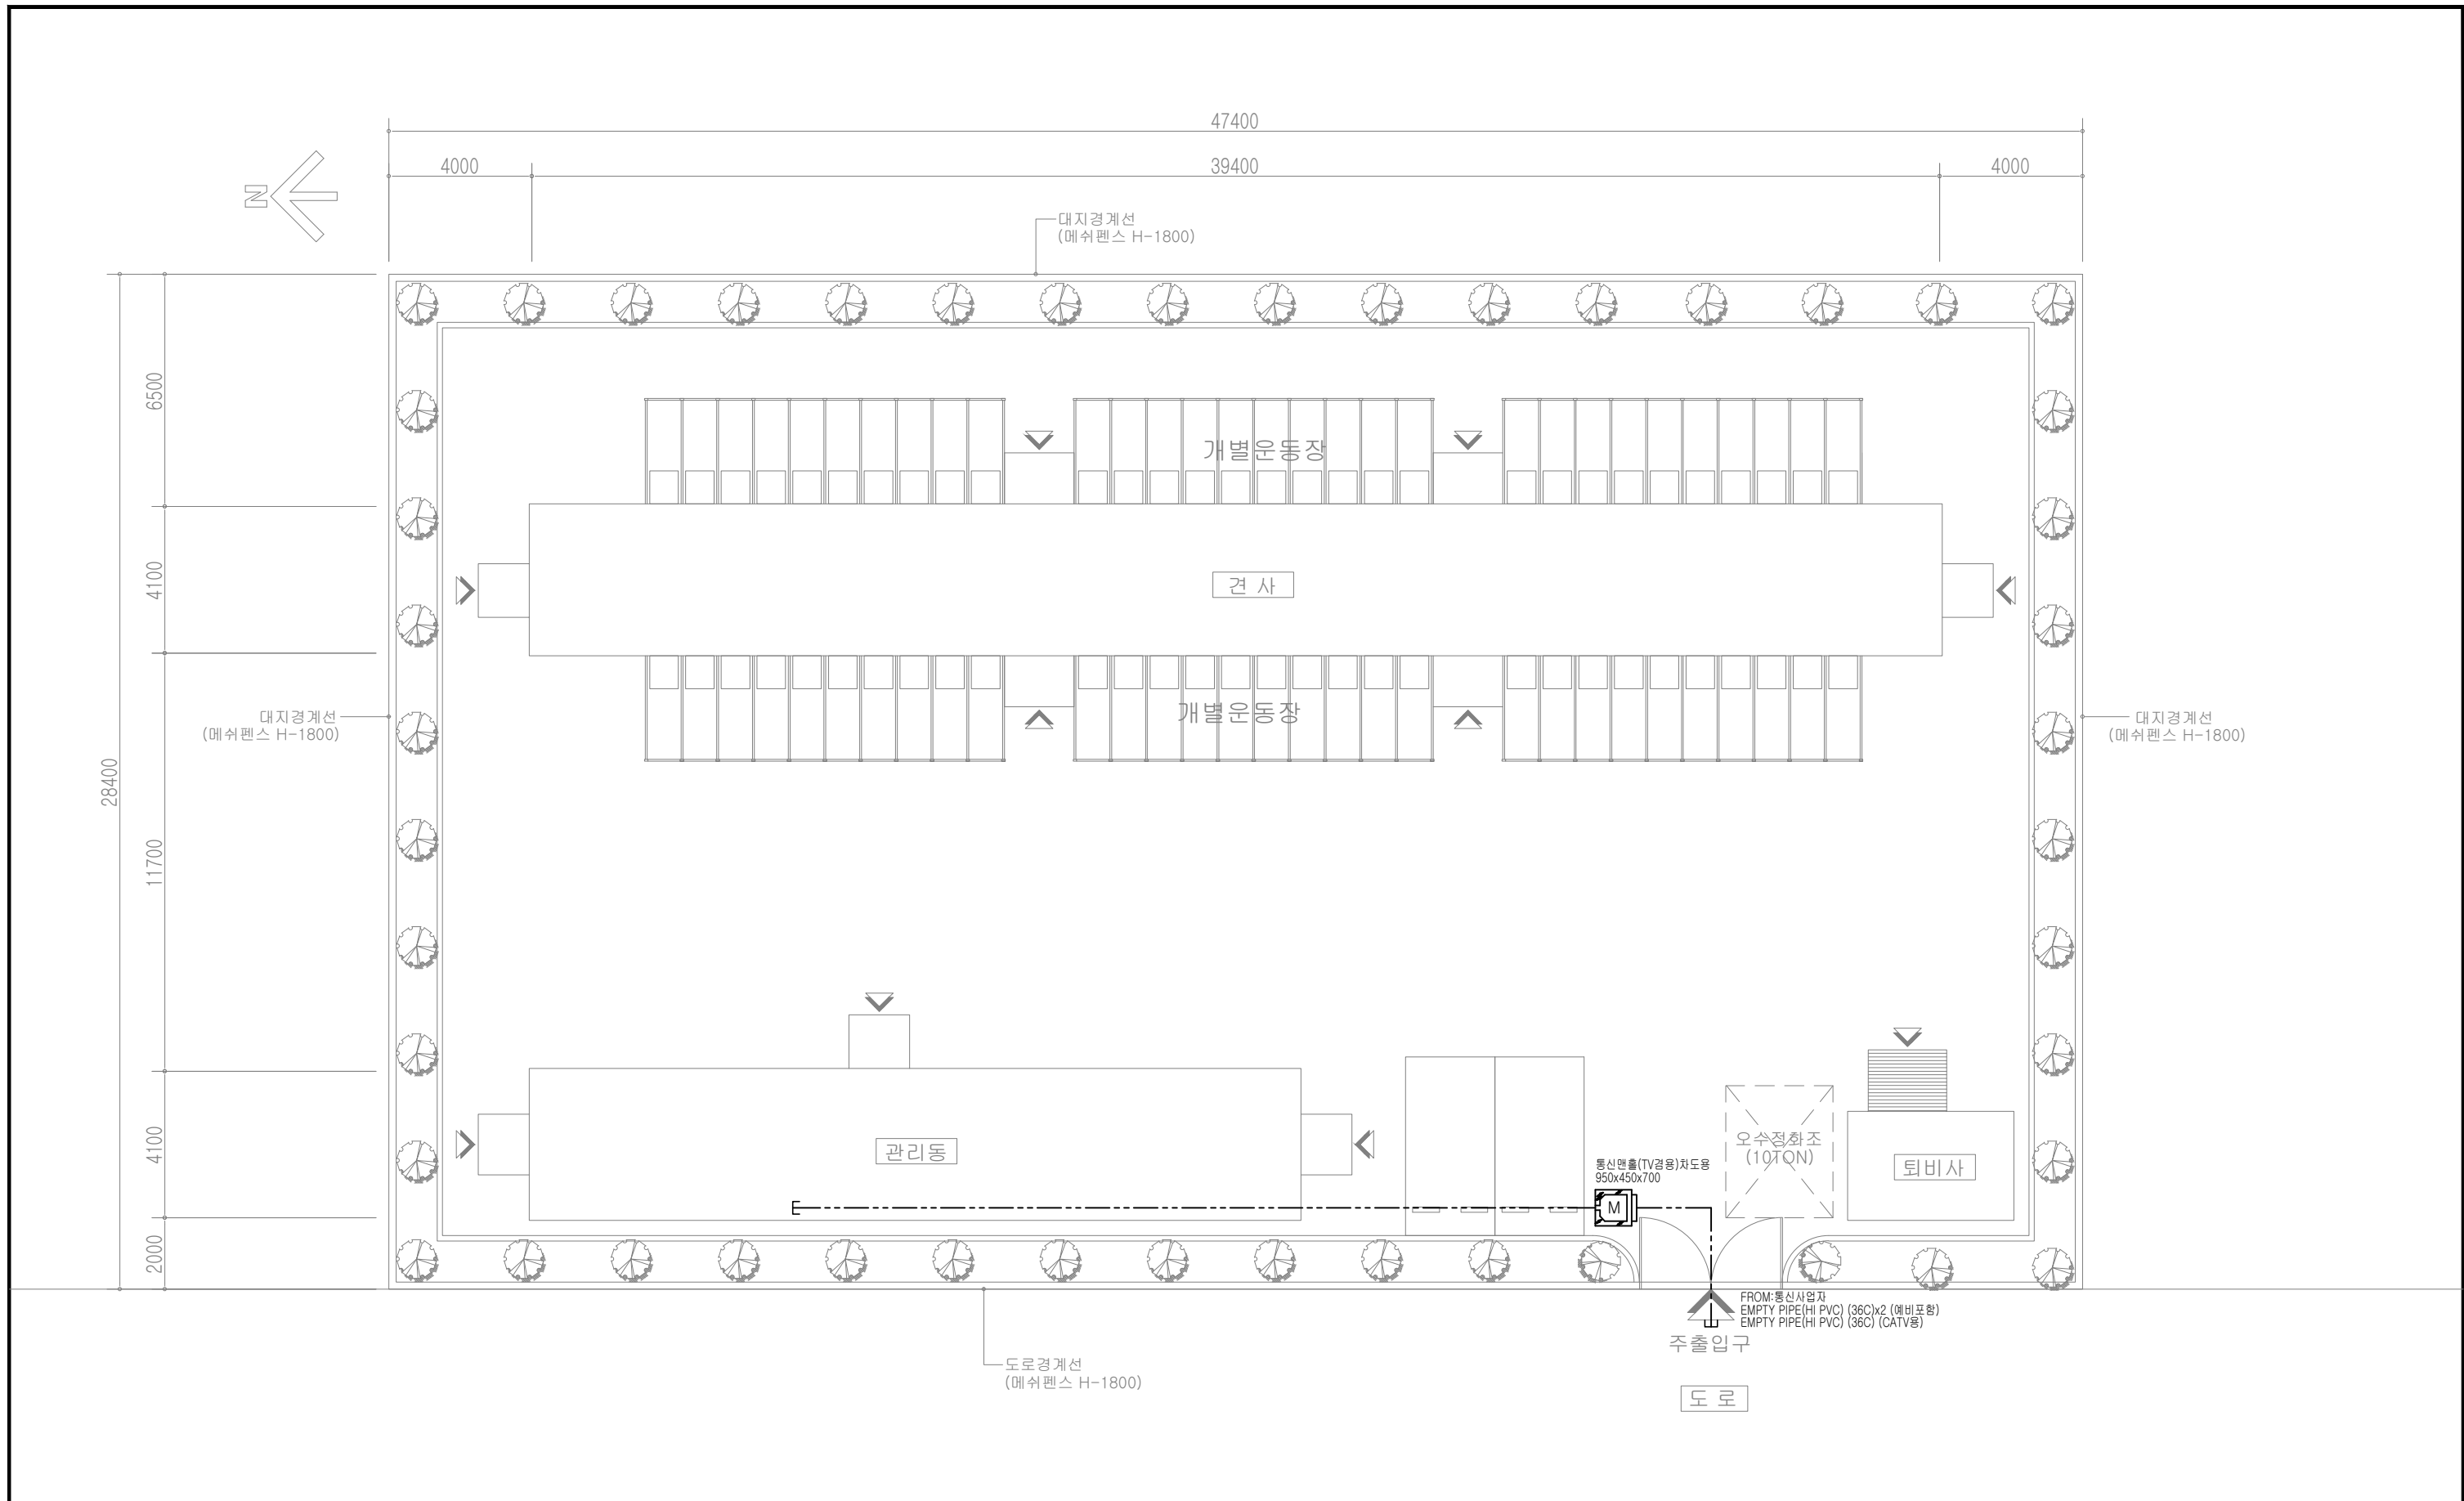 47400
4000
39400
4000
N
대지경계선
(메쉬펜스 H-1800)
6500
개별운동장
4100
견 사
개별운동장
대지경계선
(메쉬펜스 H-1800)
대지경계선
(메쉬펜스 H-1800)
28400
11700
4100
관리동
오수정화조
(10TON)
퇴비사
통신맨홀(TV겸용)차도용
950x450x700
M
2000
FROM:통신사업자
EMPTY PIPE(HI PVC) (36C)x2 (예비포함)
EMPTY PIPE(HI PVC) (36C) (CATV용)
주출입구
도로경계선
(메쉬펜스 H-1800)
도 로